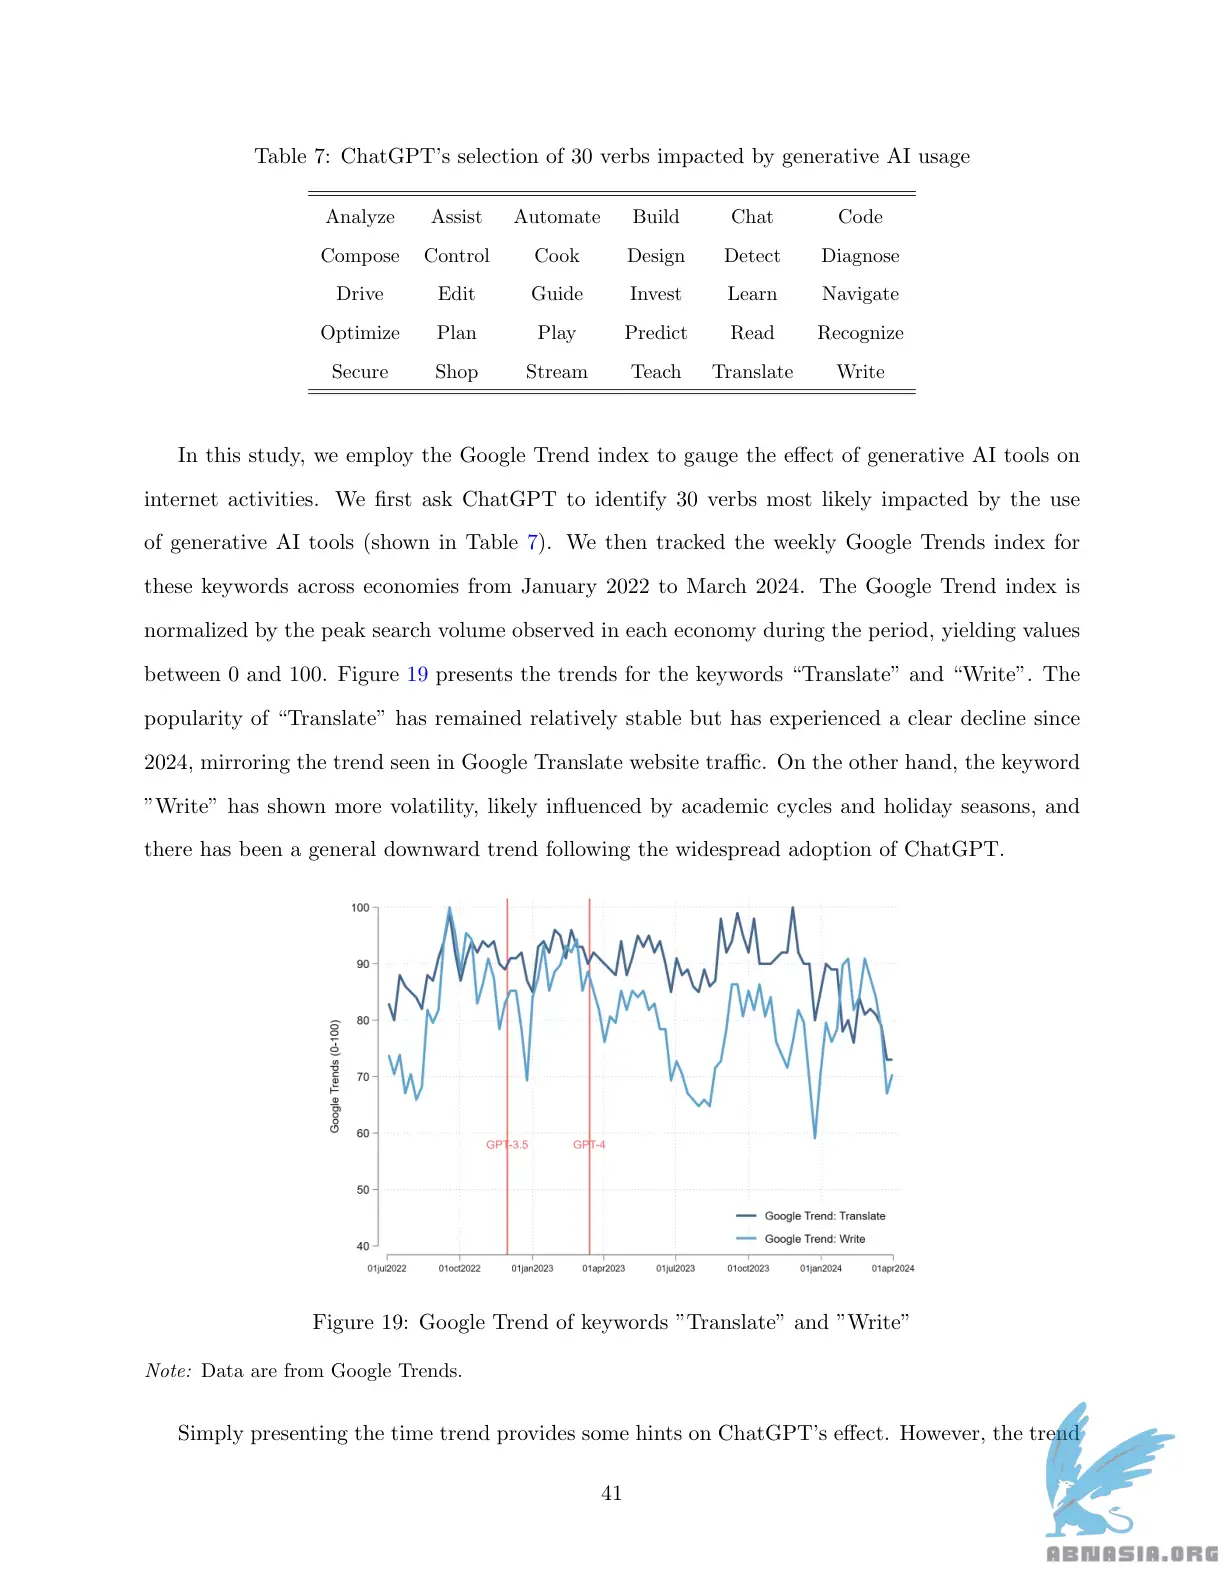 Table 7: ChatGPT's selection of 30 verbs impacted by generative AI usage
Analyze Assist Automate Build Chat Code
Compose Control Cook Design Detect Diagnose
Drive Edit Guide Invest Learn Navigate
Optimize Plan Play Predict Read Recognize
Secure Shop Stream Teach Translate Write
In this study, we employ the Google Trend index to gauge the effect of generative AI tools on
internet activities. We first ask ChatGPT to identify 30 verbs most likely impacted by the use
of generative AI tools (shown in Table 7). We then tracked the weekly Google Trends index for
these keywords across economies from January 2022 to March 2024. The Google Trend index is
normalized by the peak search volume observed in each economy during the period, yielding values
between 0 and 100. Figure 19 presents the trends for the keywords “Translate” and “Write”. The
popularity of “Translate” has remained relatively stable but has experienced a clear decline since
2024, mirroring the trend seen in Google Translate website traffic. On the other hand, the keyword
”Write” has shown more volatility, likely influenced by academic cycles and holiday seasons, and
there has been a general downward trend following the widespread adoption of ChatGPT.
100
90
80
70
60
50
40
Google Trends (0-100)
GPT-3.5 GPT-4
Google Trend: Translate
Google Trend: Write
01jul2022 01oct2022 01jan2023 01apr2023 01jul2023 01oct2023 01jan2024 01apr2024
Figure 19: Google Trend of keywords ”Translate” and ”Write”
Note: Data are from Google Trends.
Simply presenting the time trend provides some hints on ChatGPT's effect. However, the trend
41
ABNASIA.ORG